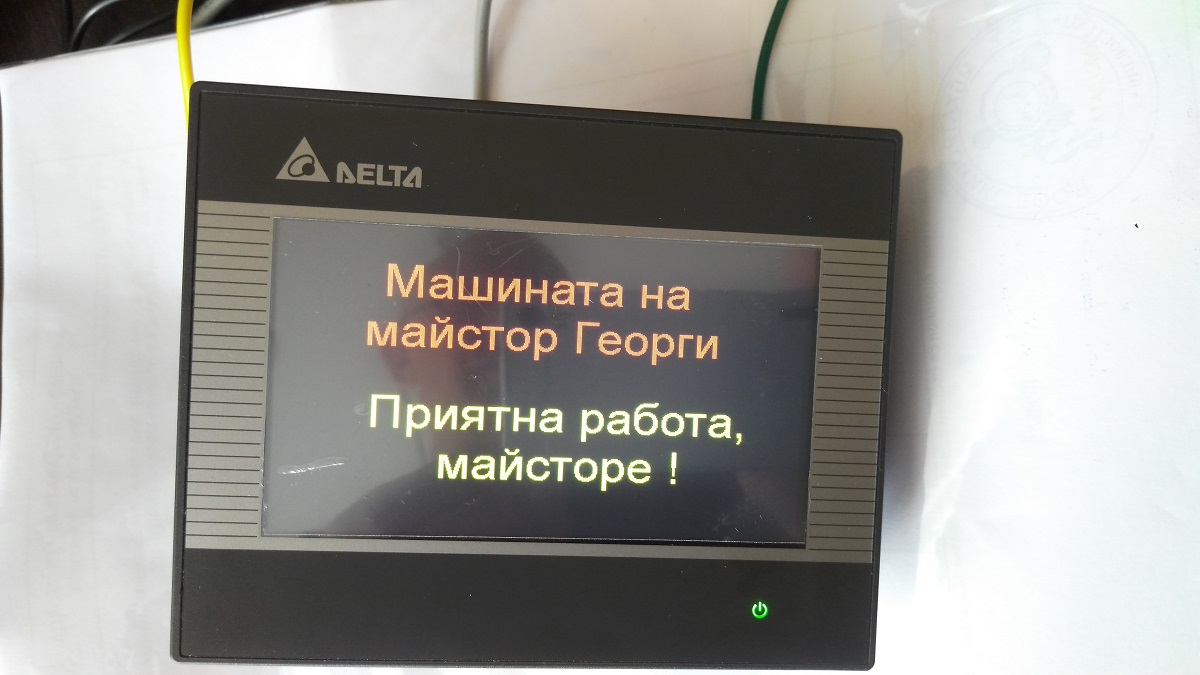 DELTA
Машината на
майстор Георги
Приятна работа,
майсторе !